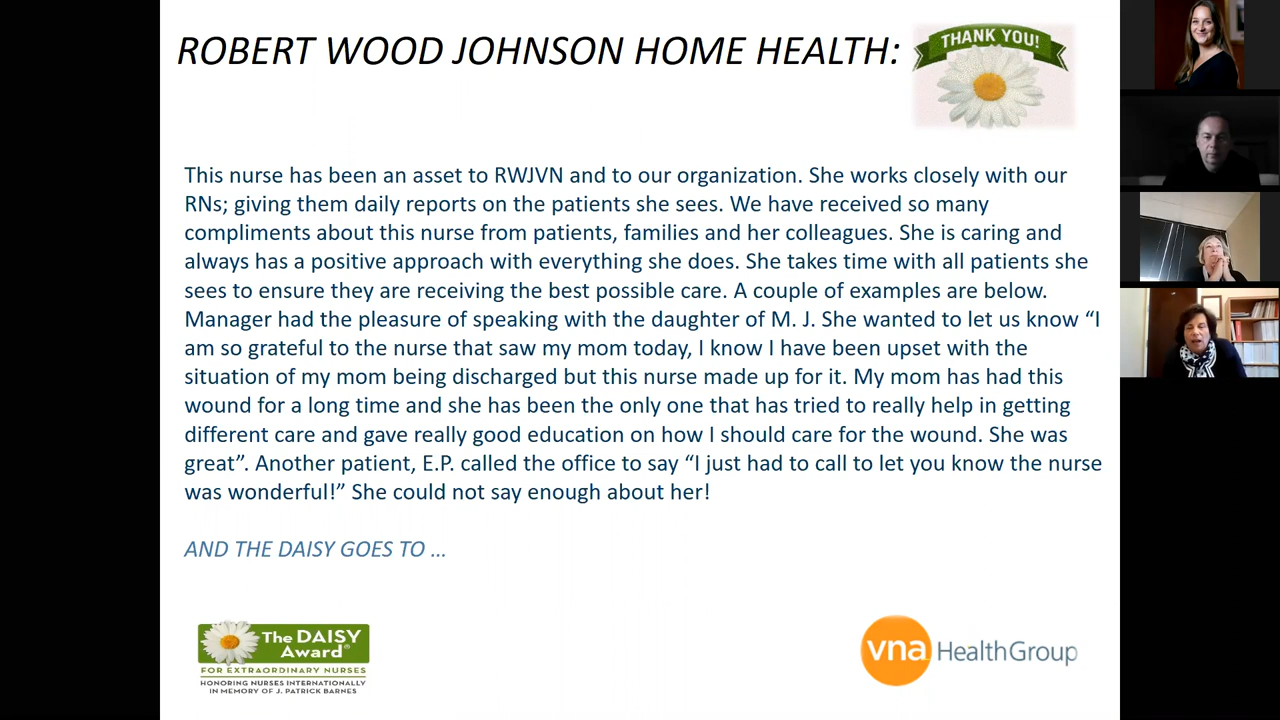 ROBERT WOOD JOHNSON HOME HEALTH:
THANK YOU!
This nurse has been an asset to RWJVN and to our organization. She works closely with our
RNs; giving them daily reports on the patients she sees. We have received so many
compliments about this nurse from patients, families and her colleagues. She is caring and
always has a positive approach with everything she does. She takes time with all patients she
sees to ensure they are receiving the best possible care. A couple of examples are below.
Manager had the pleasure of speaking with the daughter of M. J. She wanted to let us know “I
am so grateful to the nurse that saw my mom today, I know I have been upset with the
situation of my mom being discharged but this nurse made up for it. My mom has had this
wound for a long time and she has been the only one that has tried to really help in getting
different care and gave really good education on how I should care for the wound. She was
great”. Another patient, E.P. called the office to say “I just had to call to let you know the nurse
was wonderful!” She could not say enough about her!
AND THE DAISY GOES TO …
The DAISY
Award®
FOR EXTRAORDINARY NURSES
HONORING NURSES INTERNATIONALLY
IN MEMORY OF J. PATRICK BARNES
vna HealthGroup